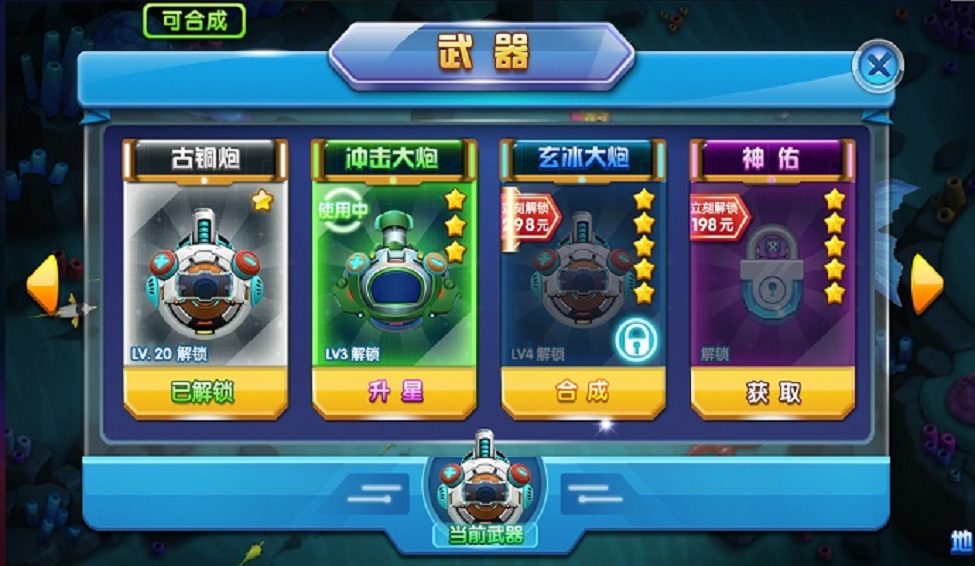 可合成
武器
古铜炮
冲击大炮
玄冰大炮
神佑
使用中
立刻解锁
298元
立刻解锁
198元
LV. 20 解锁
LV3 解锁
LV4 解锁
解锁
已解锁
升星
合成
获取
当前武器
地